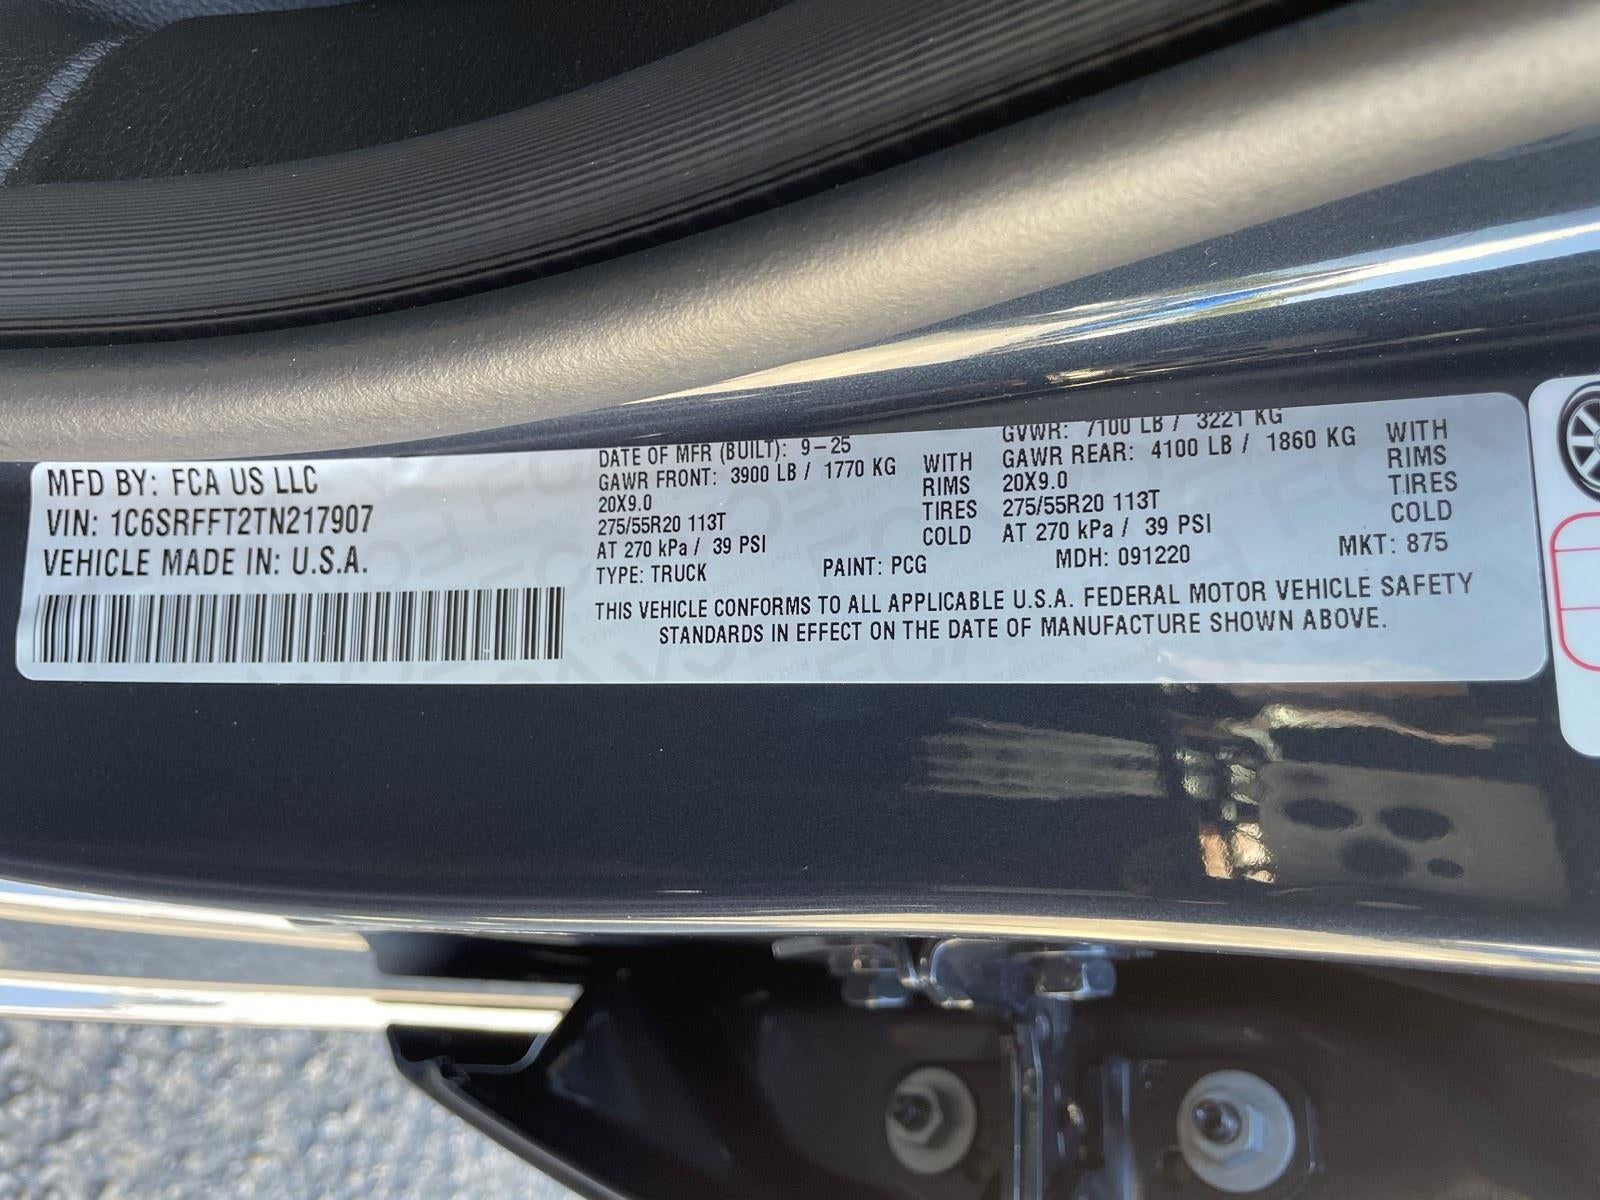 MFD BY: FCA US LLC
VIN: 1C6SRFFT2TN217907
VEHICLE MADE IN: U.S.A.
DATE OF MFR (BUILT): 9-25
GAWR FRONT: 3900 LB / 1770 KG WITH
20X9.0 RIMS
275/55R20 113T TIRES
AT 270 kPa / 39 PSI COLD
GVWR: 7100 LB / 3221 KG
GAWR REAR: 4100 LB / 1860 KG WITH
20X9.0 RIMS
275/55R20 113T TIRES
AT 270 kPa / 39 PSI COLD
TYPE: TRUCK PAINT: PCG MDH: 091220 MKT: 875
THIS VEHICLE CONFORMS TO ALL APPLICABLE U.S.A. FEDERAL MOTOR VEHICLE SAFETY
STANDARDS IN EFFECT ON THE DATE OF MANUFACTURE SHOWN ABOVE.